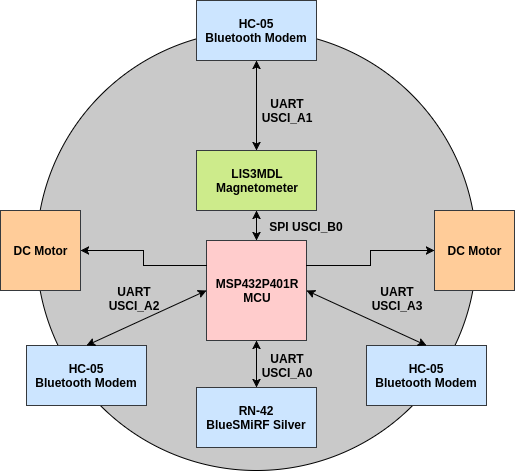 HC-05
Bluetooth Modem
UART
USCI_A1
LIS3MDL
Magnetometer
SPI USCI_B0
DC Motor
DC Motor
MSP432P401R
MCU
UART
USCI_A2
UART
USCI_A3
HC-05
Bluetooth Modem
UART
USCI_A0
HC-05
Bluetooth Modem
RN-42
BlueSMiRF Silver